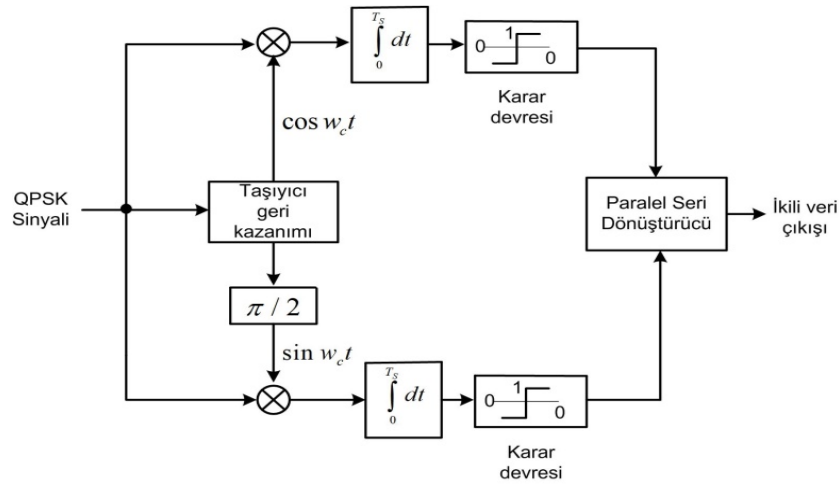 T_S
∫ dt
0
1
0 0
Karar
devresi
cos w_c t
QPSK
Sinyali
Taşıyıcı
geri
kazanımı
Paralel Seri
Dönüştürücü
İkili veri
çıkışı
π / 2
sin w_c t
T_S
∫ dt
0
1
0 0
Karar
devresi